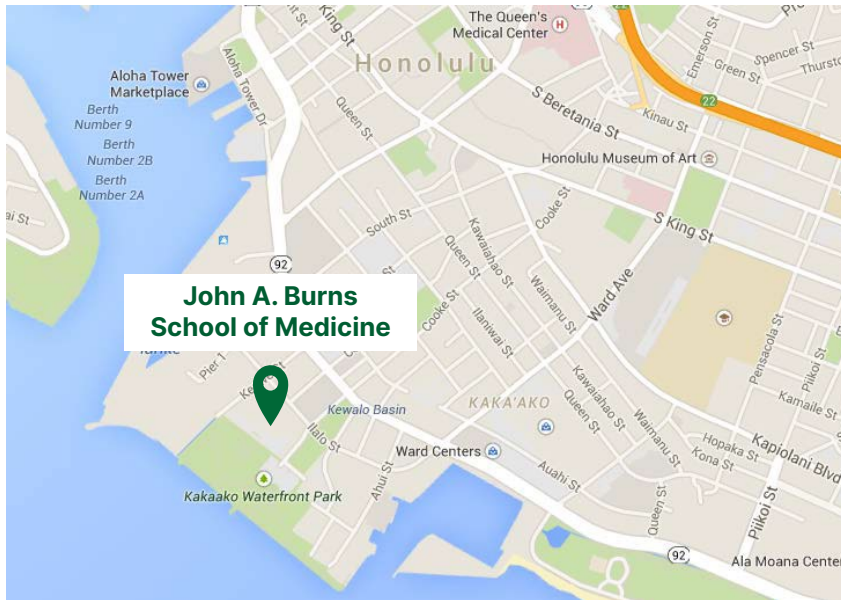 The Queen's
Medical Center
H
King St
Emerson St
Spencer St
Green St
Aloha Tower
Marketplace
Honolulu
22
Berth
Number 9
Aloha Tower Dr
Queen St
S Beretania St
Kinau St
Berth
Number 2B
Honolulu Museum of Art
Berth
Number 2A
South St
Kawaiahao St
Cooke St
S King St
Queen St
92
Ward Ave
Waimanu St
John A. Burns
School of Medicine
Cooke St
Ilaniwai St
Pensacola St
Piikoi St
Pier 1
Kewalo Basin
KAKA'AKO
Kawaiahao St
Queen St
Kamaile St
Ilalo St
Waimanu St
Hopaka St
Kapiolani Blvd
Ward Centers
Kona St
Ahui St
Auahi St
Kakaako Waterfront Park
Queen St
Piikoi St
92
Ala Moana Center